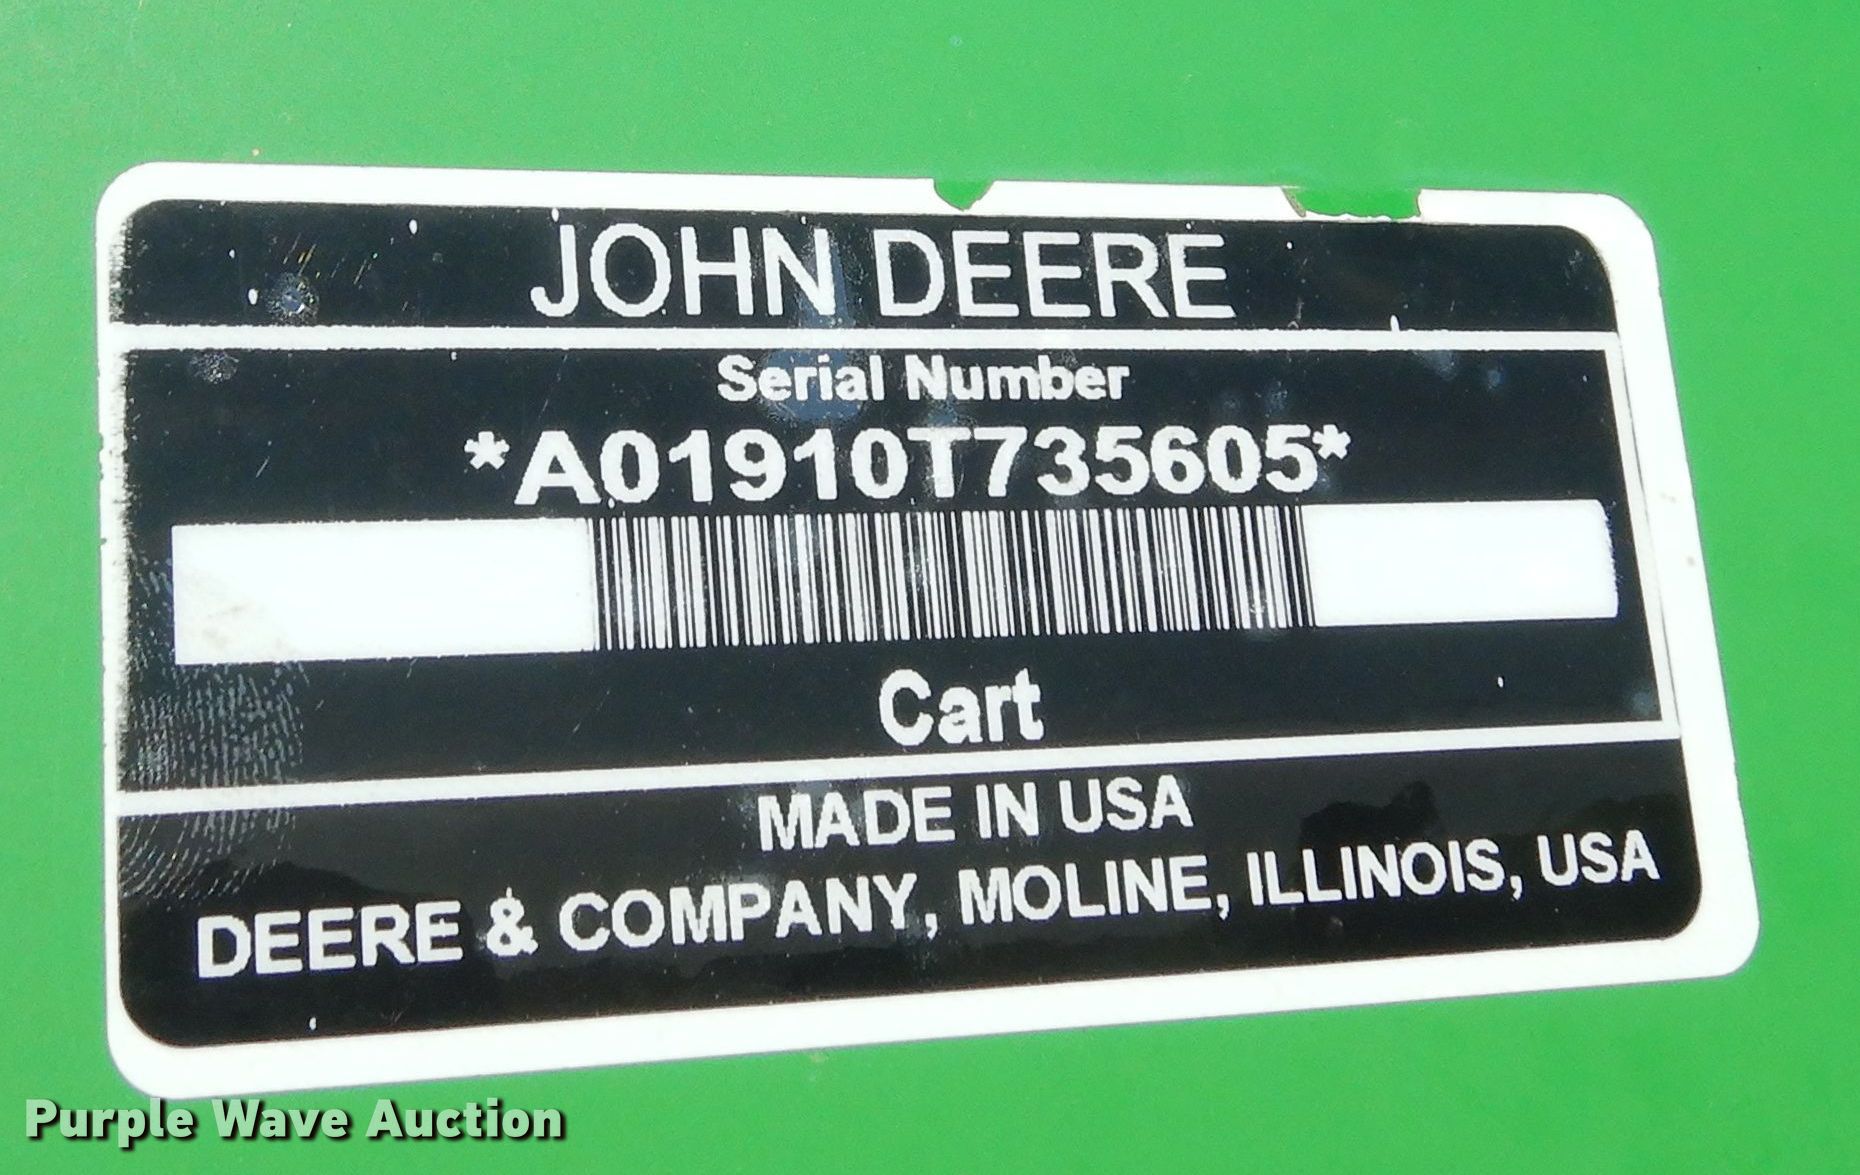 JOHN DEERE
Serial Number
*A01910T735605*
Cart
MADE IN USA
DEERE & COMPANY, MOLINE, ILLINOIS, USA
Purple Wave Auction